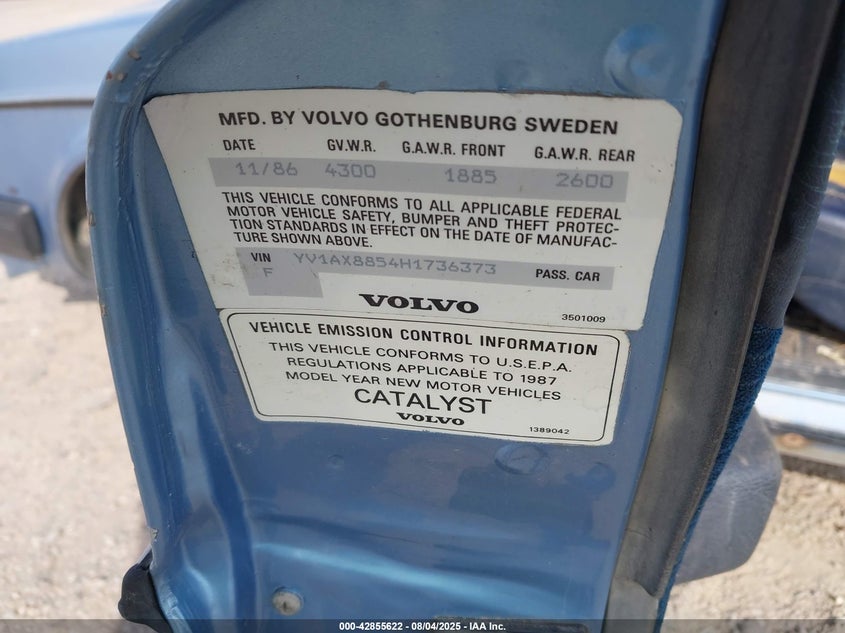 MFD. BY VOLVO GOTHENBURG SWEDEN
DATE G.V.W.R. G.A.W.R. FRONT G.A.W.R. REAR
11/86 4300 1885 2600
THIS VEHICLE CONFORMS TO ALL APPLICABLE FEDERAL
MOTOR VEHICLE SAFETY, BUMPER AND THEFT PROTEC-
TION STANDARDS IN EFFECT ON THE DATE OF MANUFAC-
TURE SHOWN ABOVE.
VIN YV1AX8854H1736373 PASS. CAR
F
VOLVO
3501009
VEHICLE EMISSION CONTROL INFORMATION
THIS VEHICLE CONFORMS TO U.S.E.P.A.
REGULATIONS APPLICABLE TO 1987
MODEL YEAR NEW MOTOR VEHICLES
CATALYST
VOLVO
1389042
000-42855622 - 08/04/2025 - IAA Inc.